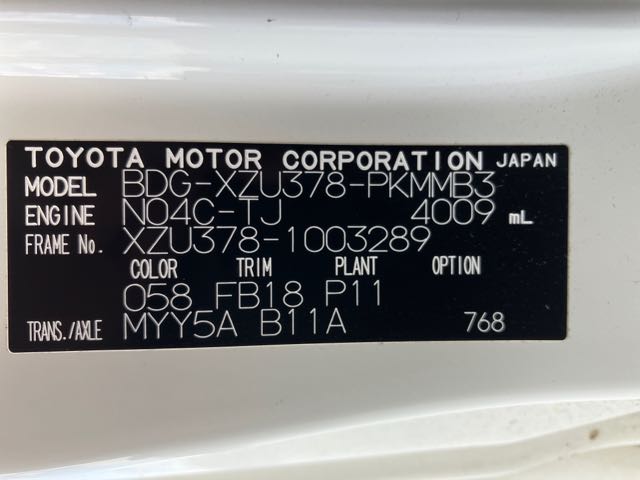 TOYOTA MOTOR CORPORATION JAPAN
MODEL BDG-XZU378-PKMMB3
ENGINE N04C-TJ 4009 mL
FRAME No. XZU378-1003289
COLOR TRIM PLANT OPTION
058 FB18 P11
TRANS./AXLE MYY5A B11A 768